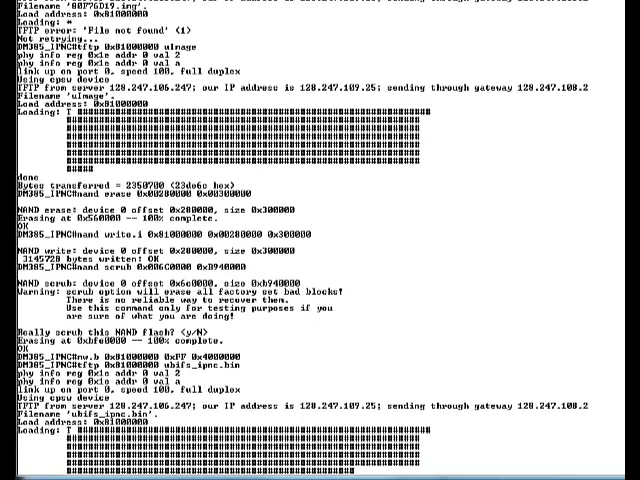 Filename '80F76D19.img'.
Load address: 0x81000000
Loading: *
TFTP error: 'File not found' (1)
Not retrying...
DM385_IPNC#tftp 0x81000000 uImage
phy info reg 0x1e addr 0 val 2
phy info reg 0x1c addr 0 val a
link up on port 0, speed 100, full duplex
Using cpsw device
TFTP from server 128.247.106.247; our IP address is 128.247.109.25; sending through gateway 128.247.108.2
Filename 'uImage'.
Load address: 0x81000000
Loading: T #################################################################
#################################################################
#################################################################
#################################################################
#################################################################
#################################################################
#################################################################
#####
done
Bytes transferred = 2350700 (23de6c hex)
DM385_IPNC#nand erase 0x00280000 0x00300000
NAND erase: device 0 offset 0x280000, size 0x300000
Erasing at 0x560000 -- 100% complete.
OK
DM385_IPNC#nand write.i 0x81000000 0x00280000 0x300000
NAND write: device 0 offset 0x280000, size 0x300000
3145728 bytes written: OK
DM385_IPNC#nand scrub 0x006C0000 0xB940000
NAND scrub: device 0 offset 0x6c0000, size 0xb940000
Warning: scrub option will erase all factory set bad blocks!
There is no reliable way to recover them.
Use this command only for testing purposes if you
are sure of what you are doing!
Really scrub this NAND flash? <y/N>
Erasing at 0xbfe0000 -- 100% complete.
OK
DM385_IPNC#mw.b 0x81000000 0xFF 0x4000000
DM385_IPNC#tftp 0x81000000 ubifs_ipnc.bin
phy info reg 0x1e addr 0 val 2
phy info reg 0x1c addr 0 val a
link up on port 0, speed 100, full duplex
Using cpsw device
TFTP from server 128.247.106.247; our IP address is 128.247.109.25; sending through gateway 128.247.108.2
Filename 'ubifs_ipnc.bin'.
Load address: 0x81000000
Loading: T #################################################################
#################################################################
#################################################################
#################################################################
#################################################################
#####################################################